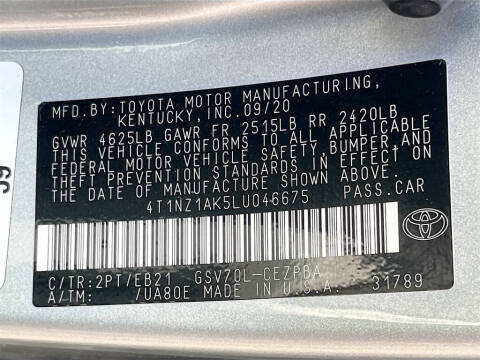 MFD.BY:TOYOTA MOTOR MANUFACTURING,
KENTUCKY, INC. 09/20
GVWR 4625LB GAWR FR 2515LB RR 2420LB
THIS VEHICLE CONFORMS TO ALL APPLICABLE
FEDERAL MOTOR VEHICLE SAFETY, BUMPER, AND
THEFT PREVENTION STANDARDS IN EFFECT ON
THE DATE OF MANUFACTURE SHOWN ABOVE.
4T1NZ1AK5LU046675 PASS.CAR
C/TR:2PT/EB21 GSV70L-CEZPBA
A/TM: /UA80E MADE IN U.S.A. 31789